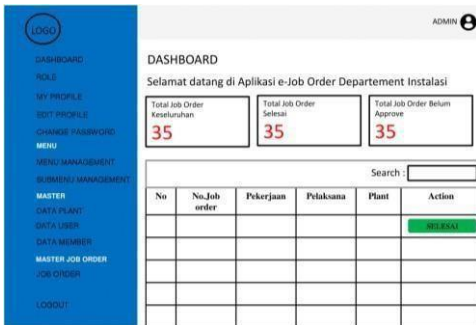 LOGO
ADMIN
DASHBOARD
ROLE
MY PROFILE
EDIT PROFILE
CHANGE PASSWORD
MENU
MENU MANAGEMENT
SUBMENU MANAGEMENT
MASTER
DATA PLANT
DATA USER
DATA MEMBER
MASTER JOB ORDER
JOB ORDER
LOGOUT
DASHBOARD
Selamat datang di Aplikasi e-Job Order Departement Instalasi
Total Job Order
Keseluruhan
35
Total Job Order
Selesai
35
Total Job Order Belum
Approve
35
Search :
No No.Job order Pekerjaan Pelaksana Plant Action
SELESAI